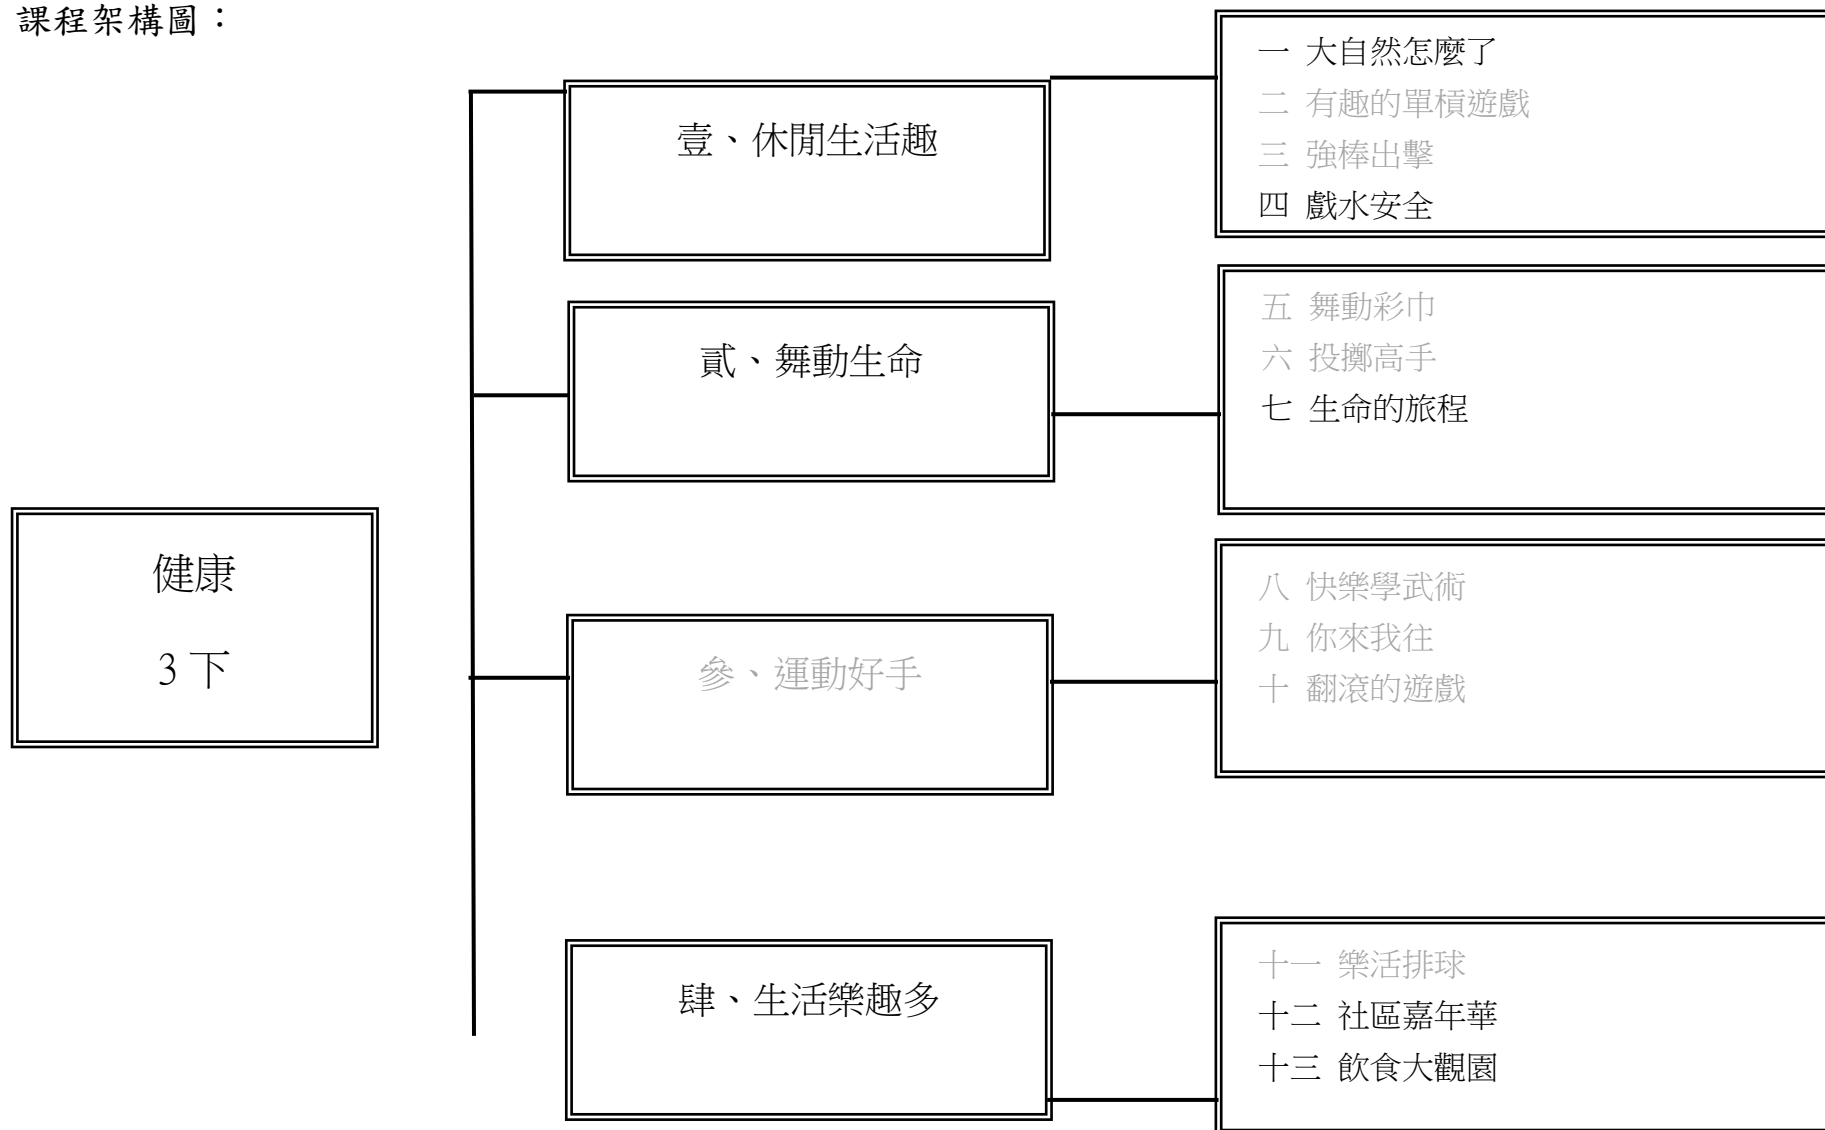 課程架構圖：
健康
3下
壹、休閒生活趣
一 大自然怎麼了
二 有趣的單槓遊戲
三 強棒出擊
四 戲水安全
貳、舞動生命
五 舞動彩巾
六 投擲高手
七 生命的旅程
參、運動好手
八 快樂學武術
九 你來我往
十 翻滾的遊戲
肆、生活樂趣多
十一 樂活排球
十二 社區嘉年華
十三 飲食大觀園